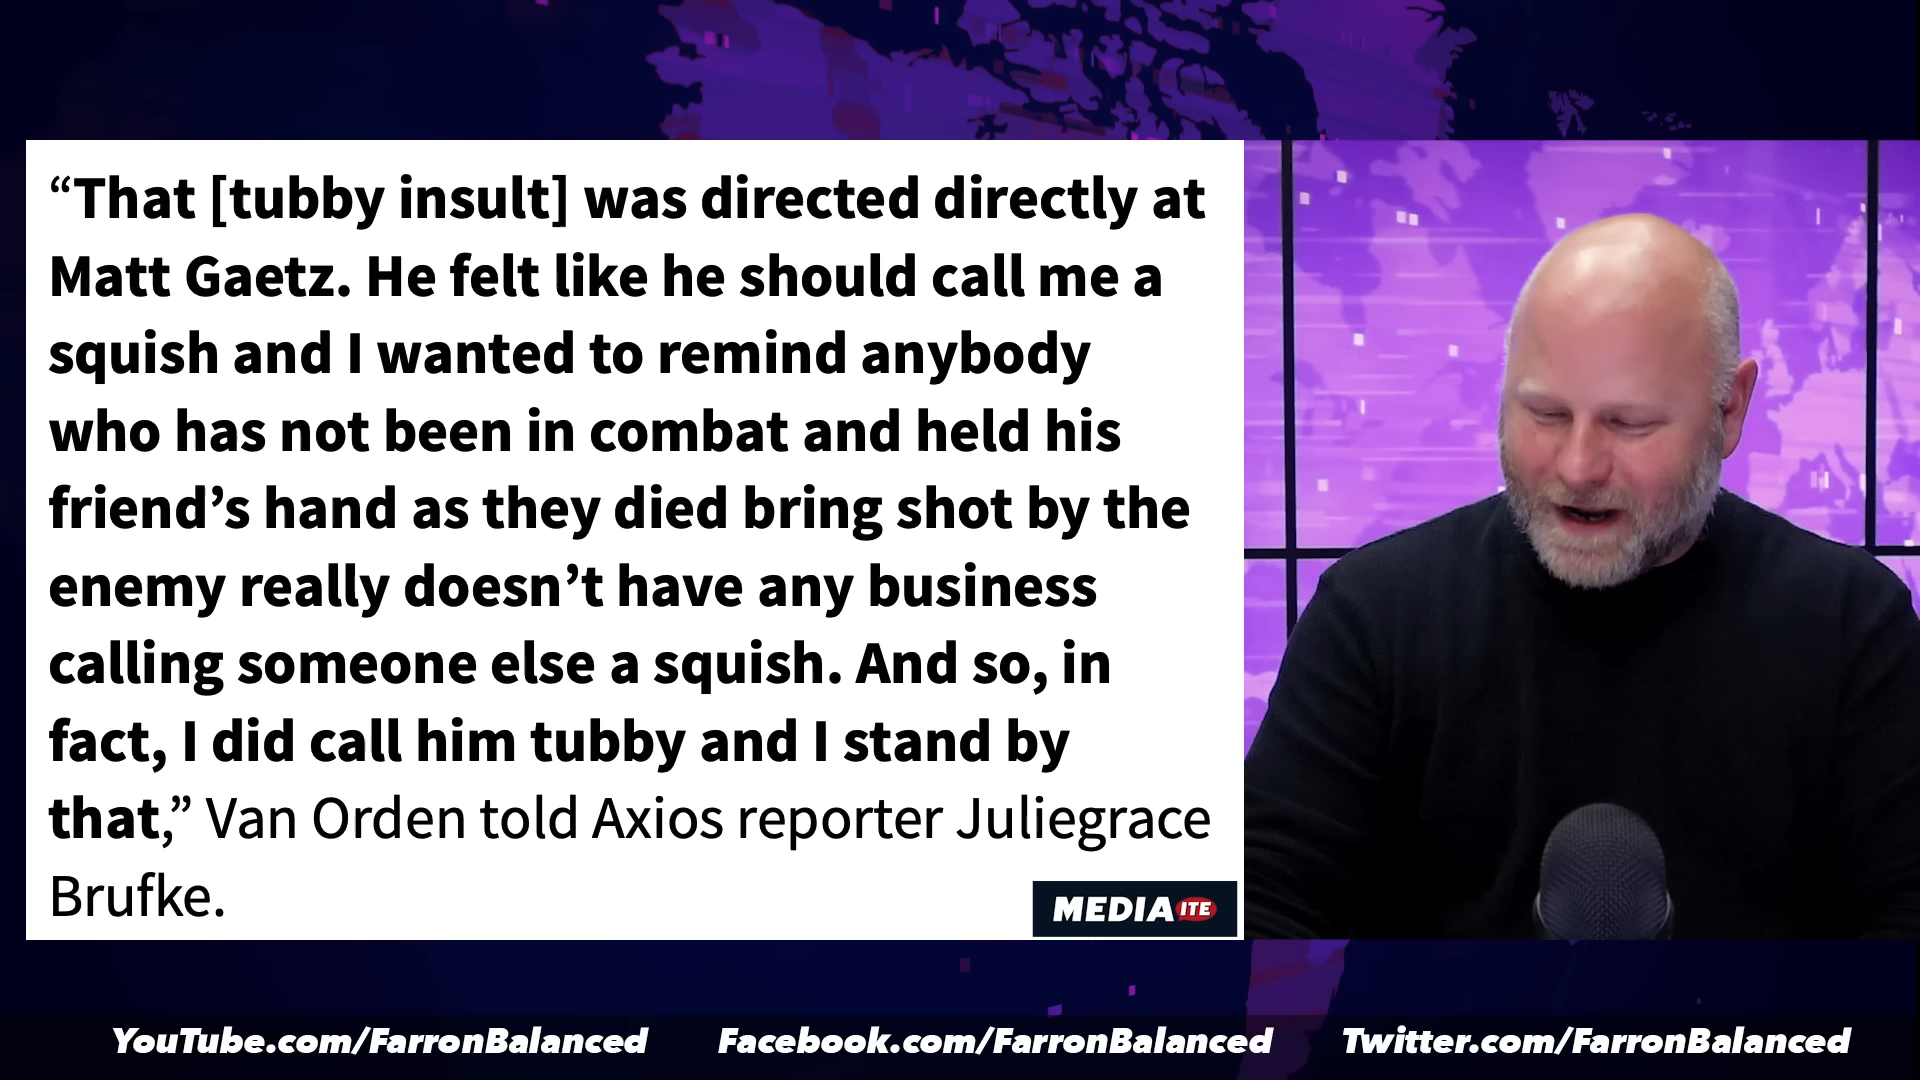 “That [tubby insult] was directed directly at
Matt Gaetz. He felt like he should call me a
squish and I wanted to remind anybody
who has not been in combat and held his
friend’s hand as they died bring shot by the
enemy really doesn’t have any business
calling someone else a squish. And so, in
fact, I did call him tubby and I stand by
that,” Van Orden told Axios reporter Juliegrace
Brufke.
MEDIAITE
YouTube.com/FarronBalanced Facebook.com/FarronBalanced Twitter.com/FarronBalanced